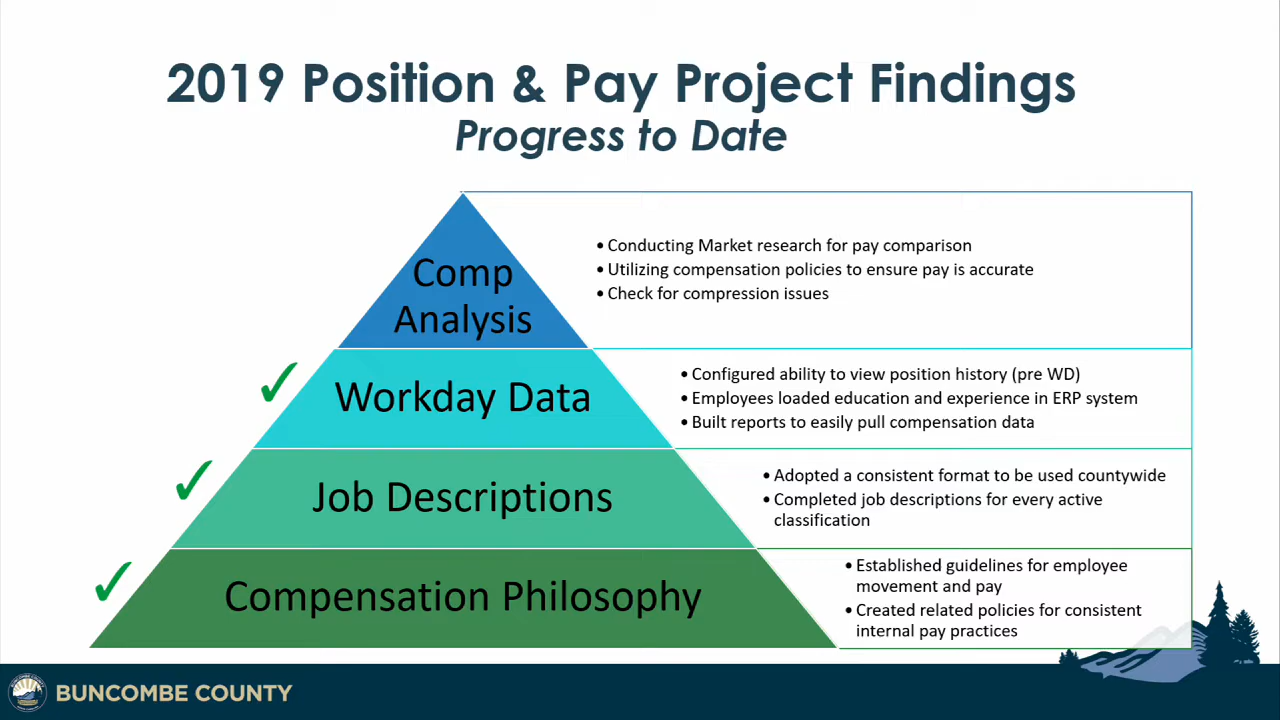 2019 Position & Pay Project Findings
Progress to Date
Comp
Analysis
• Conducting Market research for pay comparison
• Utilizing compensation policies to ensure pay is accurate
• Check for compression issues
✓
Workday Data
• Configured ability to view position history (pre WD)
• Employees loaded education and experience in ERP system
• Built reports to easily pull compensation data
✓
Job Descriptions
• Adopted a consistent format to be used countywide
• Completed job descriptions for every active
classification
✓
Compensation Philosophy
• Established guidelines for employee
movement and pay
• Created related policies for consistent
internal pay practices
BUNCOMBE COUNTY